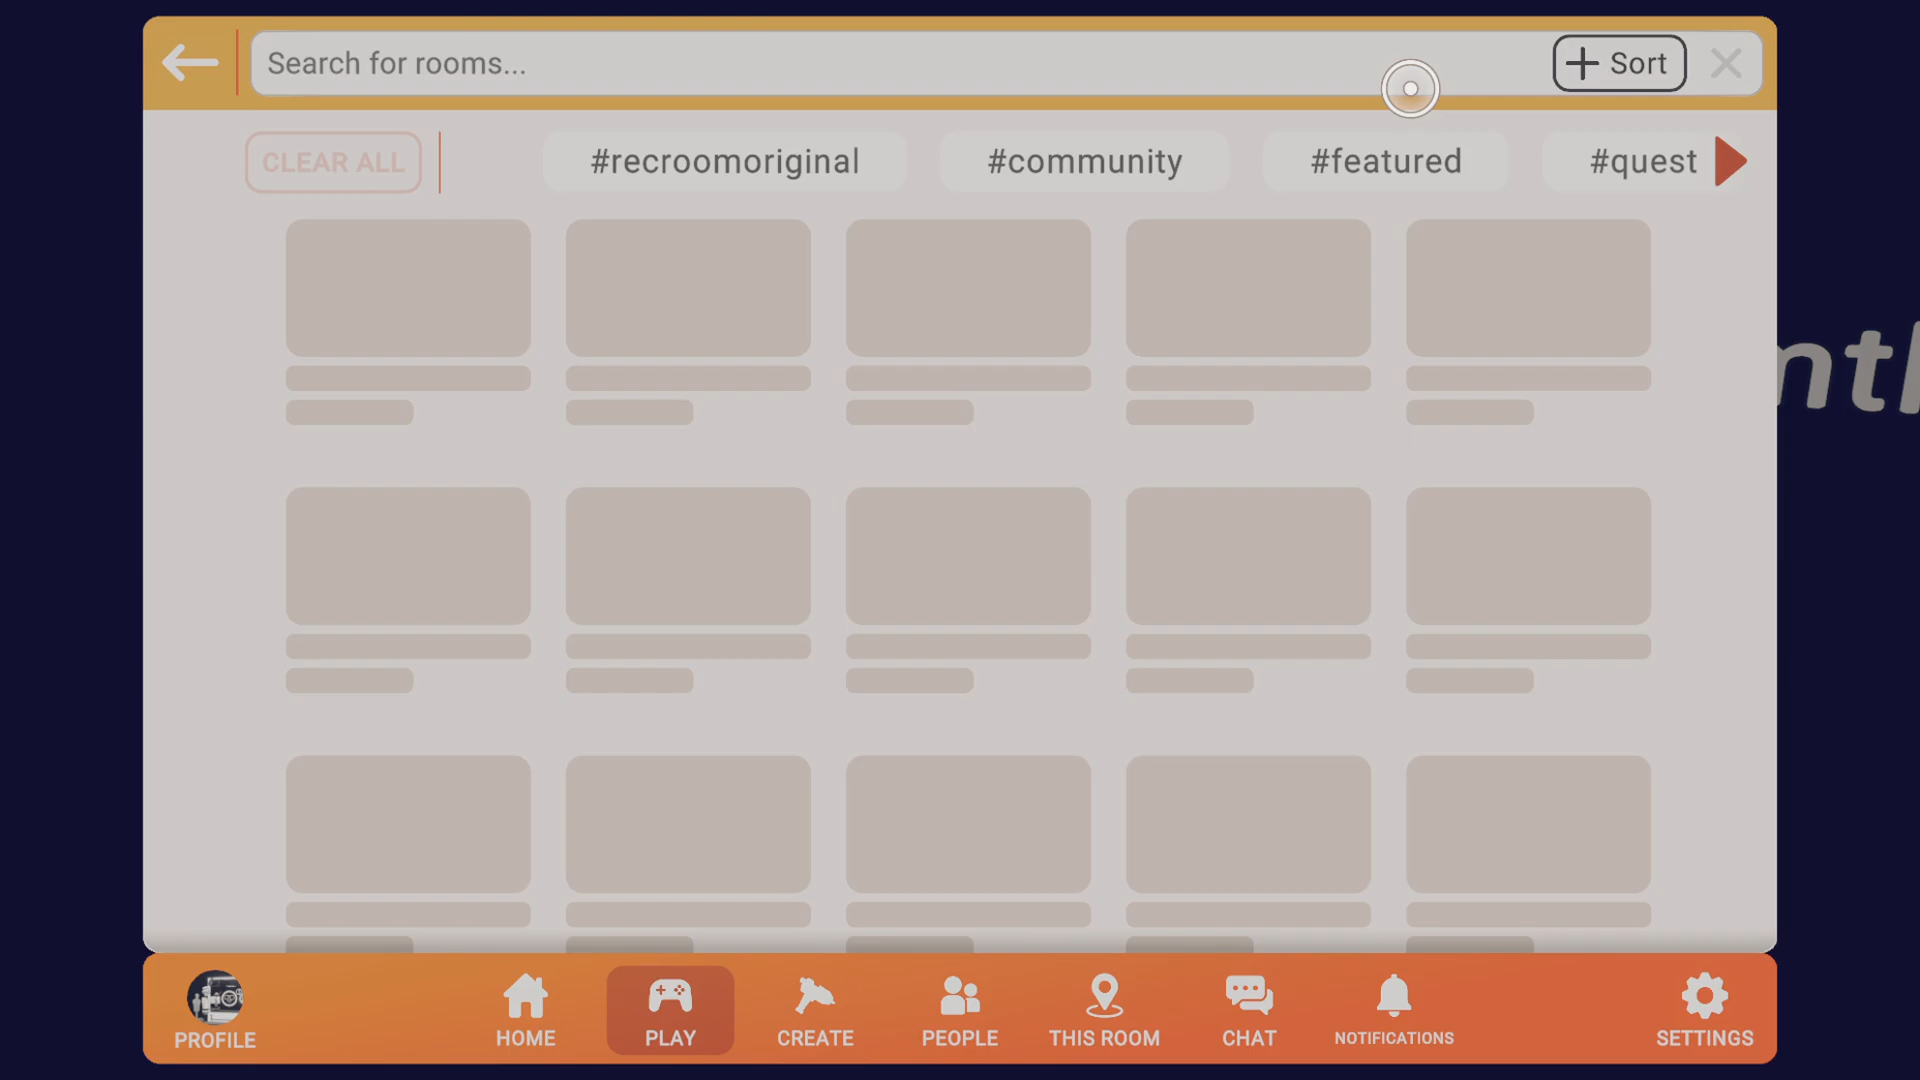 Search for rooms...
Sort
CLEAR ALL
#recroomoriginal
#community
#featured
#quest
PROFILE
HOME
PLAY
CREATE
PEOPLE
THIS ROOM
CHAT
NOTIFICATIONS
SETTINGS